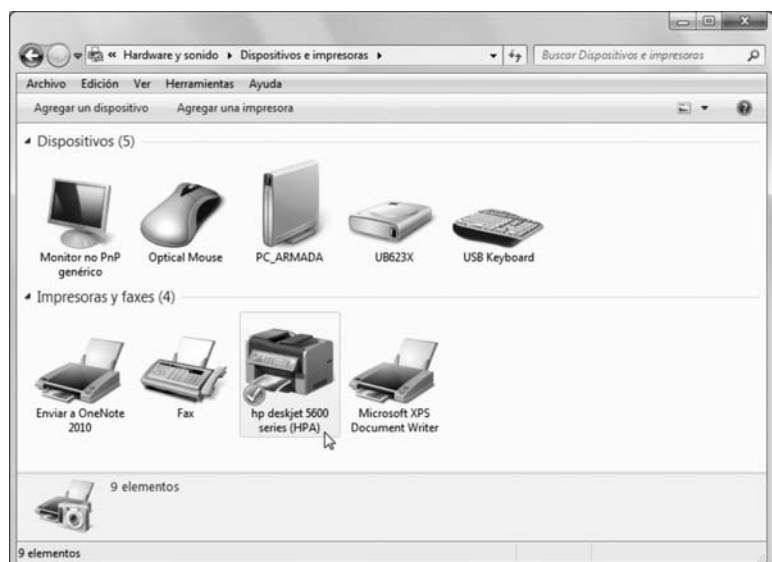 « Hardware y sonido ▸ Dispositivos e impresoras ▸
Buscar Dispositivos e impresoras
Archivo Edición Ver Herramientas Ayuda
Agregar un dispositivo Agregar una impresora
Dispositivos (5)
Monitor no PnP
genérico
Optical Mouse
PC_ARMADA
UB623X
USB Keyboard
Impresoras y faxes (4)
Enviar a OneNote
2010
Fax
hp deskjet 5600
series (HPA)
Microsoft XPS
Document Writer
9 elementos
9 elementos